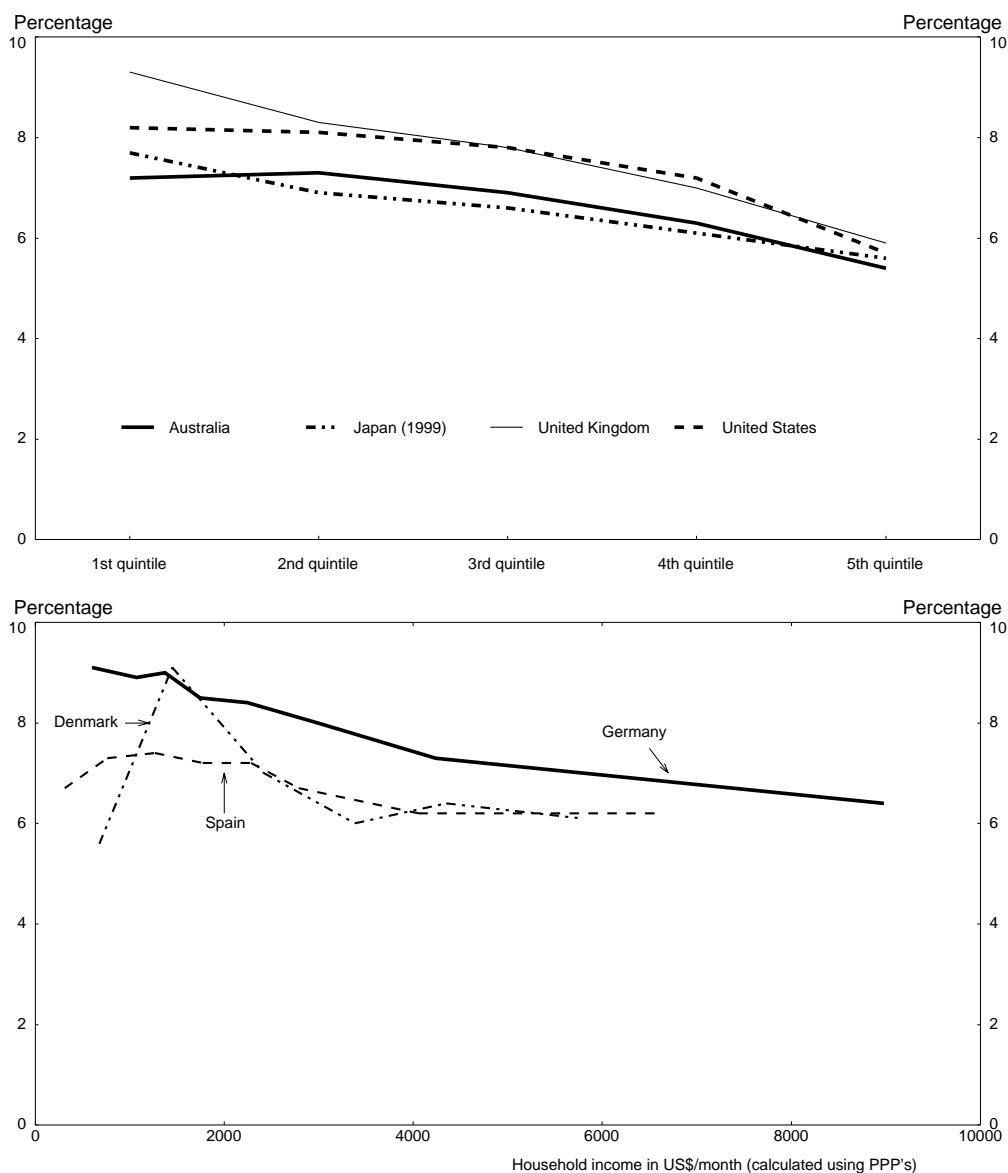 Percentage Percentage
10 10
8 8
6 6
4 4
2 2
Australia Japan (1999) United Kingdom United States
0 0
1st quintile 2nd quintile 3rd quintile 4th quintile 5th quintile
Percentage Percentage
10 10
8 8
Denmark
Germany
Spain
6 6
4 4
2 2
0 0
0 2000 4000 6000 8000 10000
Household income in US$/month (calculated using PPP's)